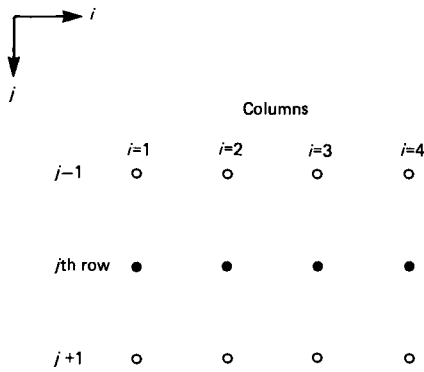 i
j
Columns
i=1 i=2 i=3 i=4
j−1
jth row
j+1